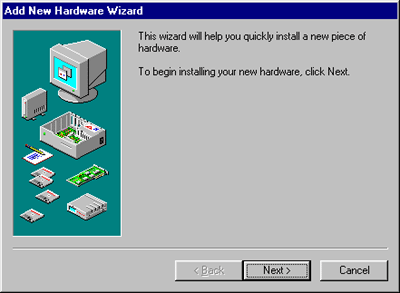 Add New Hardware Wizard
This wizard will help you quickly install a new piece of
hardware.
To begin installing your new hardware, click Next.
< Back
Next >
Cancel